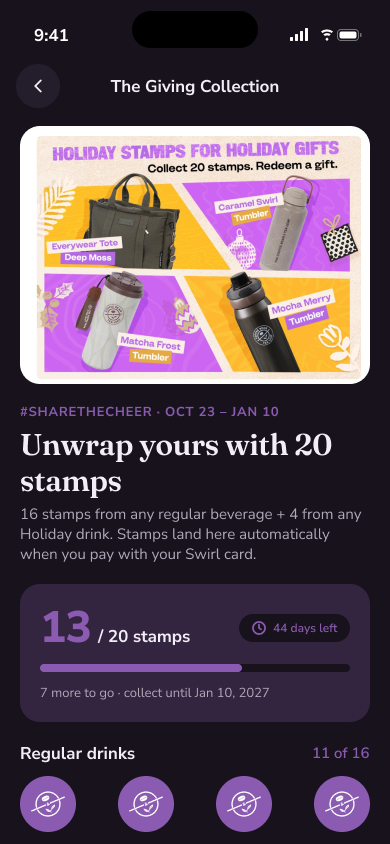 9:41
The Giving Collection
HOLIDAY STAMPS FOR HOLIDAY GIFTS
Collect 20 stamps. Redeem a gift.
Everywear Tote
Deep Moss
Caramel Swirl
Tumbler
Matcha Frost
Tumbler
Mocha Merry
Tumbler
#SHARETHECHEER · OCT 23 – JAN 10
Unwrap yours with 20
stamps
16 stamps from any regular beverage + 4 from any
Holiday drink. Stamps land here automatically
when you pay with your Swirl card.
13 / 20 stamps
44 days left
7 more to go · collect until Jan 10, 2027
Regular drinks
11 of 16